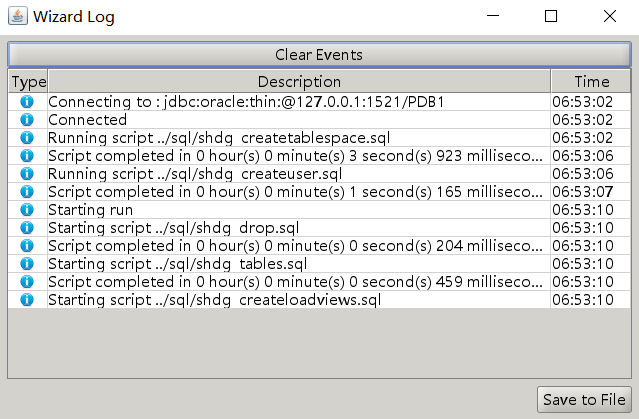 Wizard Log
Clear Events
Type Description Time
Connecting to : jdbc:oracle:thin:@127.0.0.1:1521/PDB1 06:53:02
Connected 06:53:02
Running script ../sql/shdg_createtablespace.sql 06:53:02
Script completed in 0 hour(s) 0 minute(s) 3 second(s) 923 milliseco... 06:53:06
Running script ../sql/shdg_createuser.sql 06:53:06
Script completed in 0 hour(s) 0 minute(s) 1 second(s) 165 milliseco... 06:53:07
Starting run 06:53:10
Starting script ../sql/shdg_drop.sql 06:53:10
Script completed in 0 hour(s) 0 minute(s) 0 second(s) 204 milliseco... 06:53:10
Starting script ../sql/shdg_tables.sql 06:53:10
Script completed in 0 hour(s) 0 minute(s) 0 second(s) 459 milliseco... 06:53:10
Starting script ../sql/shdg_createloadviews.sql 06:53:10
Save to File